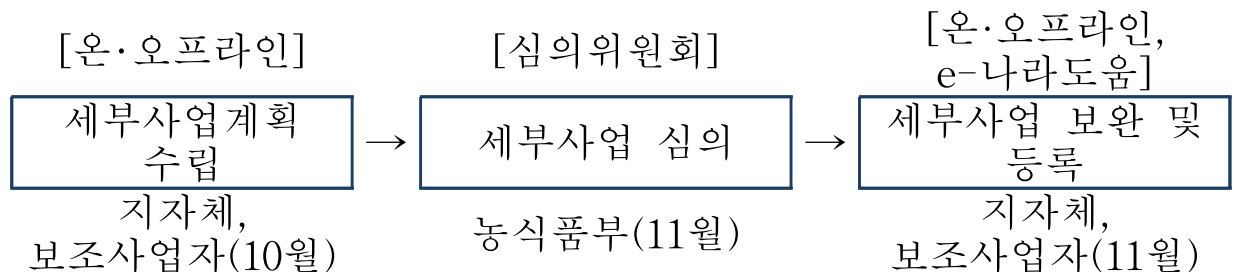 [온·오프라인]
세부사업계획
수립
지자체,
보조사업자(10월)
→
[심의위원회]
세부사업 심의
농식품부(11월)
→
[온·오프라인,
e-나라도움]
세부사업 보완 및
등록
지자체,
보조사업자(11월)